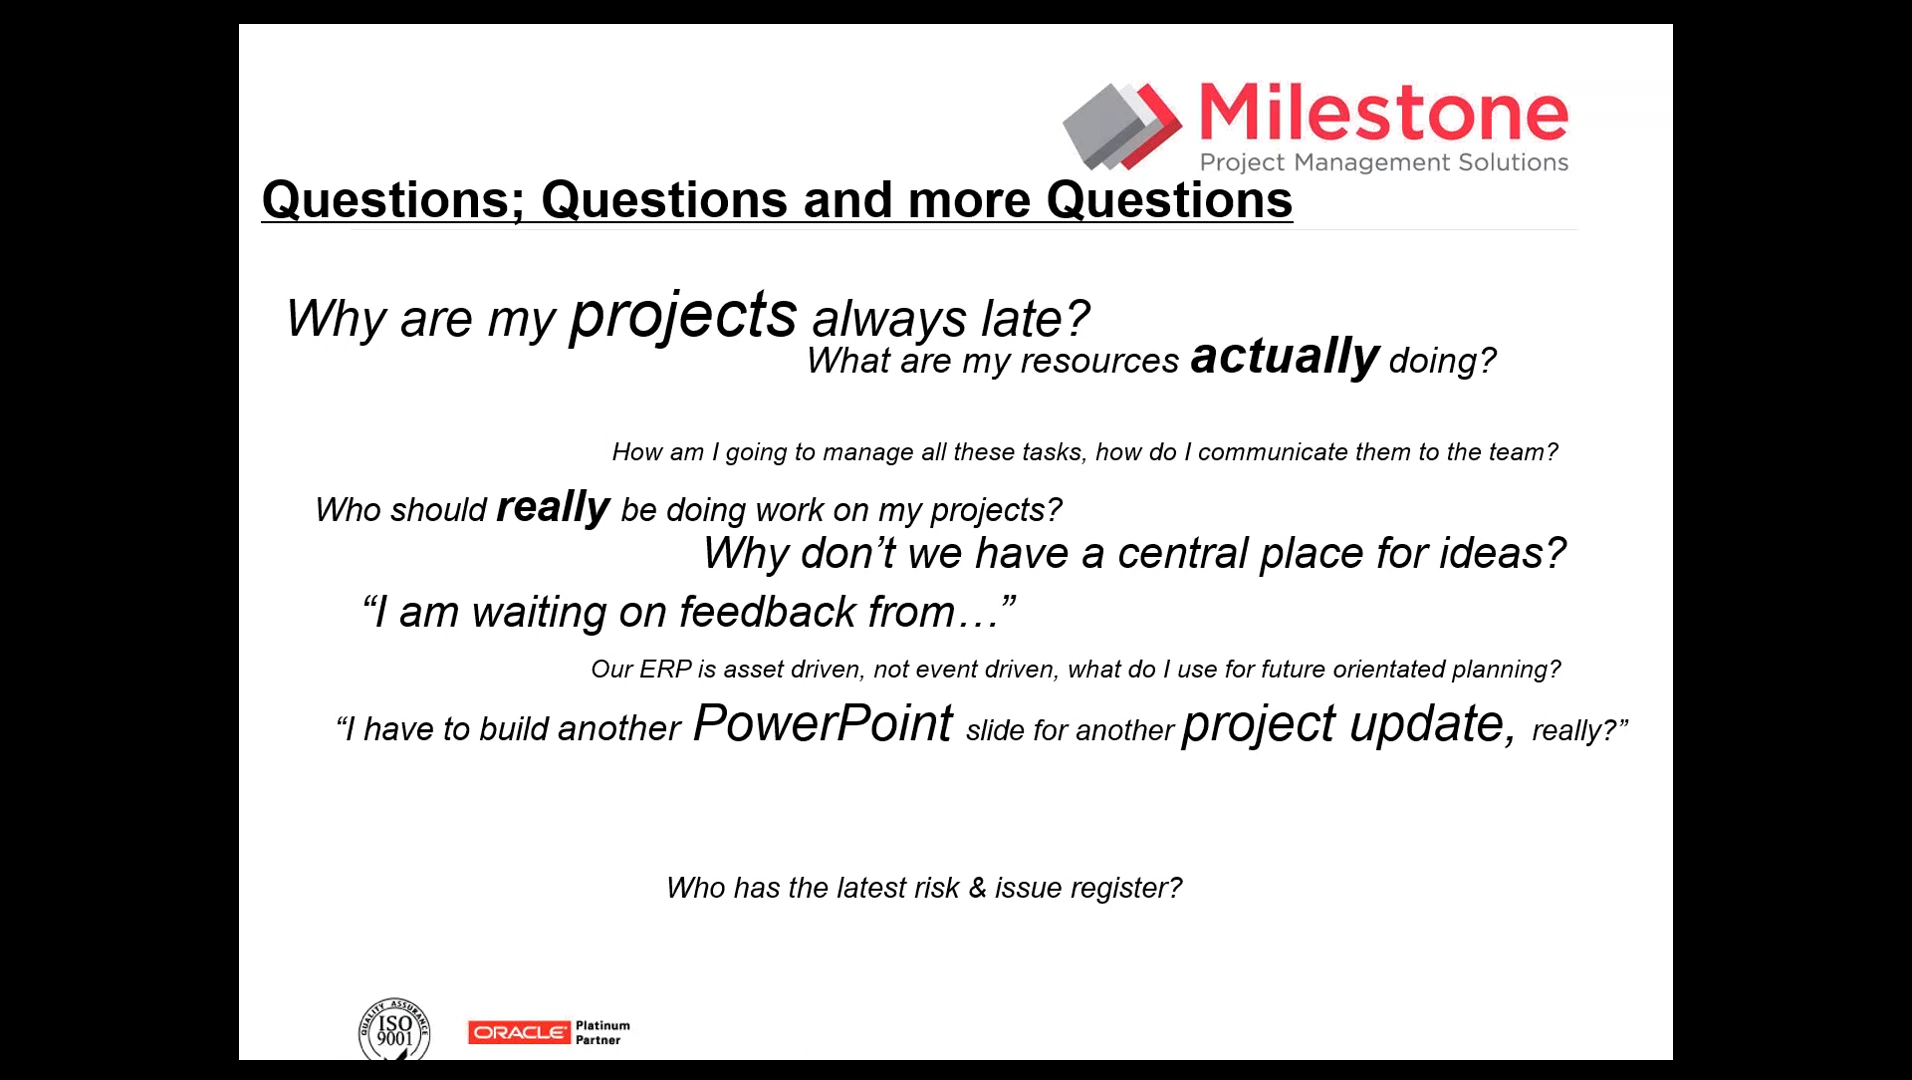 Milestone
Project Management Solutions
Questions; Questions and more Questions
Why are my projects always late?
What are my resources actually doing?
How am I going to manage all these tasks, how do I communicate them to the team?
Who should really be doing work on my projects?
Why don’t we have a central place for ideas?
“I am waiting on feedback from…”
Our ERP is asset driven, not event driven, what do I use for future orientated planning?
“I have to build another PowerPoint slide for another project update, really?”
Who has the latest risk & issue register?
QUALITY ASSURANCE
ISO
9001
ORACLE
Platinum
Partner